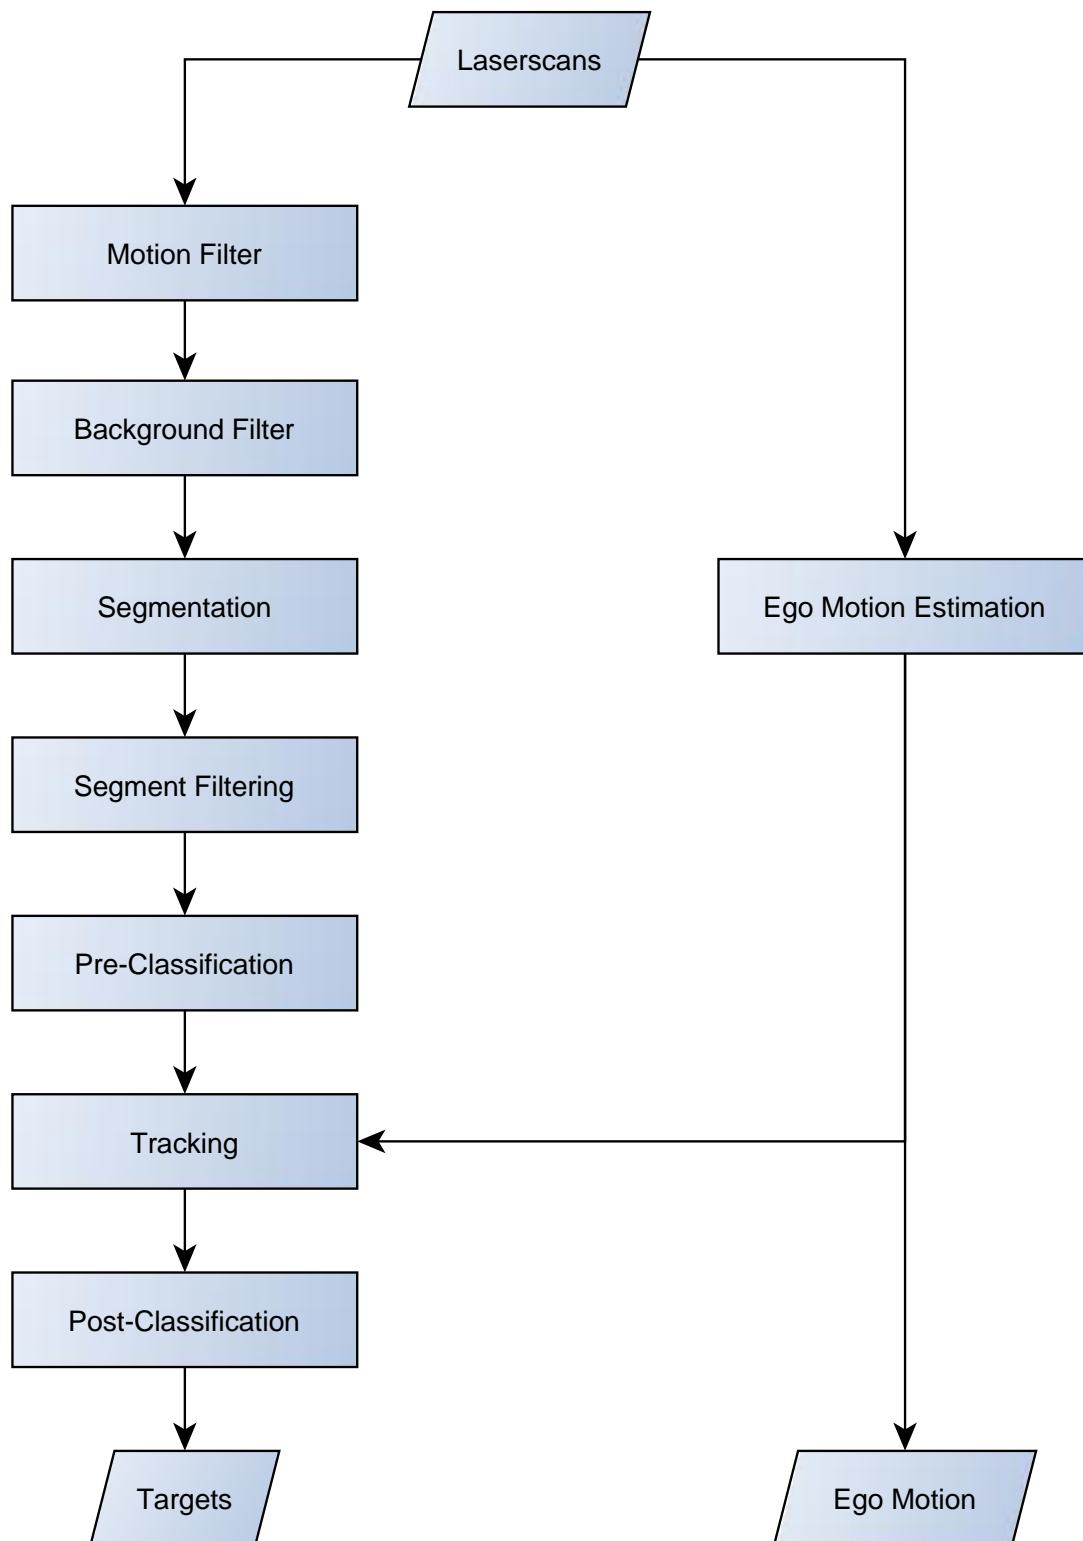 Laserscans
Motion Filter
Background Filter
Segmentation
Ego Motion Estimation
Segment Filtering
Pre-Classification
Tracking
Post-Classification
Targets
Ego Motion